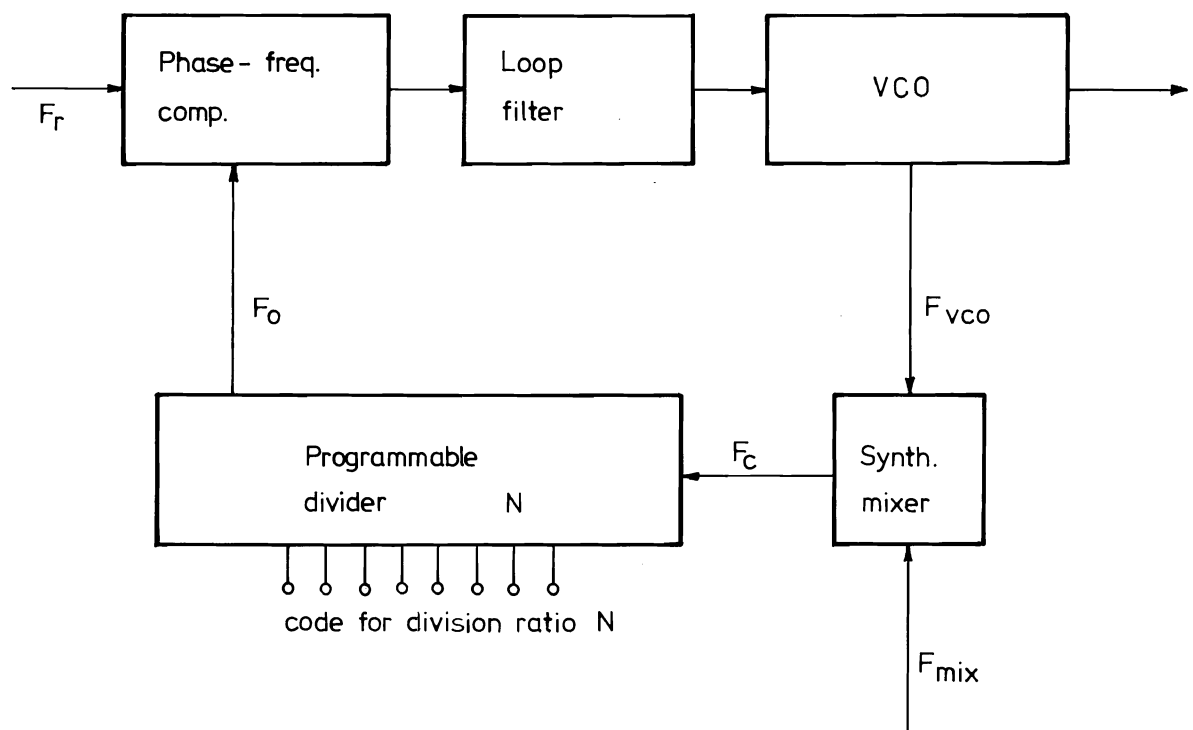 Phase - freq.
comp.
Loop
filter
VCO
Fr
Fo
Fvco
Programmable
divider N
Fc
Synth.
mixer
code for division ratio N
Fmix